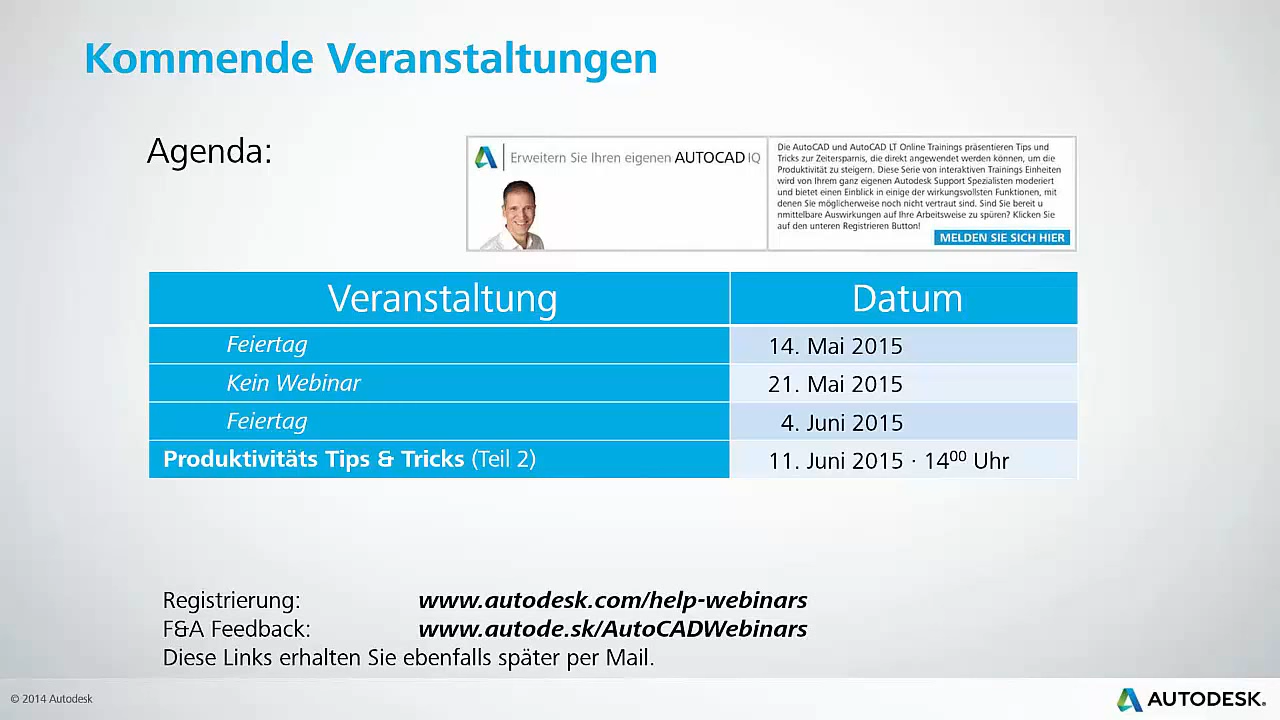 Kommende Veranstaltungen
Agenda:
Erweitern Sie Ihren eigenen AUTOCAD IQ
Die AutoCAD und AutoCAD LT Online Trainings präsentieren Tips und
Tricks zur Zeitersparnis, die direkt angewendet werden können, um die
Produktivität zu steigern. Diese Serie von interaktiven Trainings Einheiten
wird von Ihrem ganz eigenen Autodesk Support Spezialisten moderiert
und bietet einen Einblick in einige der wirkungsvollsten Funktionen, mit
denen Sie möglicherweise noch nicht vertraut sind. Sind Sie bereit u
nmittelbare Auswirkungen auf Ihre Arbeitsweise zu spüren? Klicken Sie
auf den unteren Registrieren Button!
MELDEN SIE SICH HIER
Veranstaltung Datum
Feiertag 14. Mai 2015
Kein Webinar 21. Mai 2015
Feiertag 4. Juni 2015
Produktivitäts Tips & Tricks (Teil 2) 11. Juni 2015 · 14⁰⁰ Uhr
Registrierung: www.autodesk.com/help-webinars
F&A Feedback: www.autode.sk/AutoCADWebinars
Diese Links erhalten Sie ebenfalls später per Mail.
© 2014 Autodesk
AUTODESK.